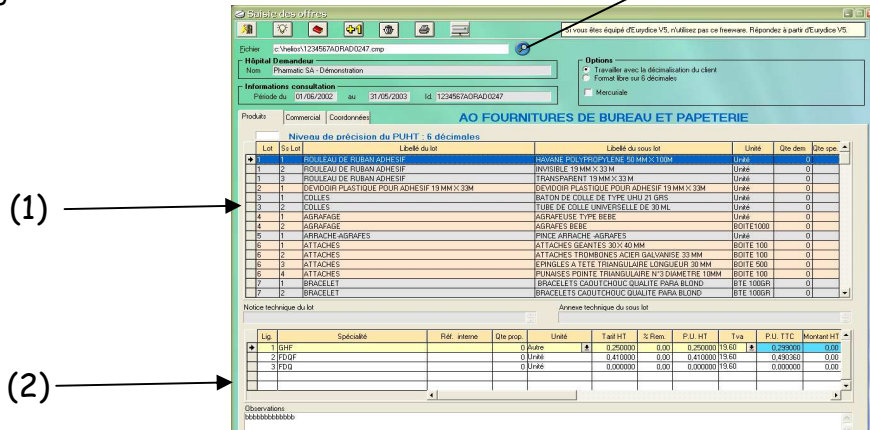 Saisie des offres
+1
Si vous êtes équipé d'Eurydice V5, n'utilisez pas ce freeware. Répondez à partir d'Eurydice V5.
Fichier c:\helios\1234567AORAD0247.cmp
Hôpital Demandeur
Nom Pharmatic SA - Démonstration
Options
Travailler avec la décimalisation du client
Format libre sur 6 décimales
Mercuriale
Informations consultation
Période du 01/06/2002 au 31/05/2003 Id. 1234567AORAD0247
Produits Commercial Coordonnées AO FOURNITURES DE BUREAU ET PAPETERIE
Niveau de précision du PUHT : 6 décimales
Lot Ss Lot Libellé du lot Libellé du sous lot Unité Qte dem Qte spe.
1 1 ROULEAU DE RUBAN ADHESIF HAVANE POLYPROPYLENE 50 MM X 100M Unité 0
1 2 ROULEAU DE RUBAN ADHESIF INVISIBLE 19 MM X 33 M Unité 0
1 3 ROULEAU DE RUBAN ADHESIF TRANSPARENT 19 MM X 33 M Unité 0
2 1 DEVIDOIR PLASTIQUE POUR ADHESIF 19 MM X 33M DEVIDOIR PLASTIQUE POUR ADHESIF 19 MM X 33M Unité 0
3 1 COLLES BATON DE COLLE DE TYPE UHU 21 GRS Unité 0
3 2 COLLES TUBE DE COLLE UNIVERSELLE DE 30 ML Unité 0
4 1 AGRAFAGE AGRAFEUSE TYPE BEBE Unité 0
4 2 AGRAFAGE AGRAFES BEBE BOITE1000 0
5 1 ARRACHE-AGRAFES PINCE ARRACHE -AGRAFES Unité 0
6 1 ATTACHES ATTACHES GEANTES 30 X 40 MM BOITE 100 0
6 2 ATTACHES ATTACHES TROMBONES ACIER GALVANISE 33 MM BOITE 100 0
6 3 ATTACHES EPINGLES A TETE TRIANGULAIRE LONGUEUR 30 MM BOITE 500 0
6 4 ATTACHES PUNAISES POINTE TRIANGULAIRE N°3 DIAMETRE 10MM BOITE 100 0
7 1 BRACELET BRACELETS CAOUTCHOUC QUALITE PARA BLOND BTE 100GR 0
7 2 BRACELET BRACELETS CAOUTCHOUC QUALITE PARA BLOND BTE 100GR 0
(1)
Notice technique du lot Annexe technique du sous lot
Lig. Spécialité Réf. interne Qte prop. Unité Tarif HT % Rem. P.U. HT Tva P.U. TTC Montant HT
1 GHF 0 Autre 0,250000 0,00 0,250000 19.60 0,299000 0,00
2 FDQF 0 Unité 0,410000 0,00 0,410000 19.60 0,490360 0,00
3 FDQ 0 Unité 0,000000 0,00 0,000000 19.60 0,000000 0,00
(2)
Observations
bbbbbbbbbbbbb